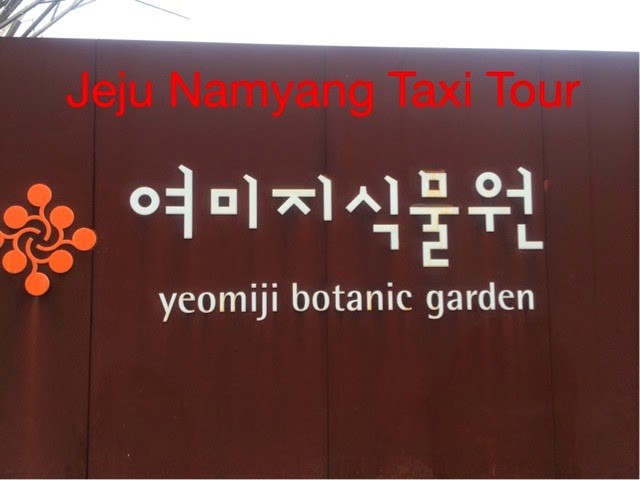 Jeju Namyang Taxi Tour
여미지식물원
yeomiji botanic garden